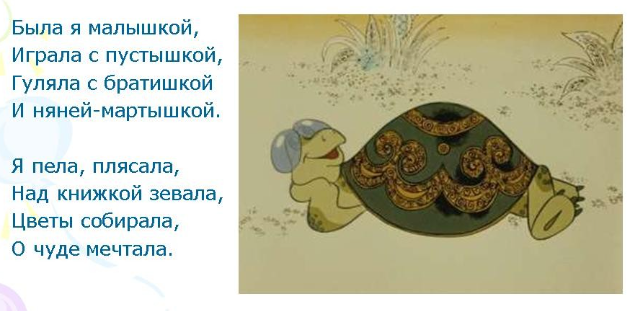 Была я малышкой,
Играла с пустышкой,
Гуляла с братишкой
И няней-мартышкой.
Я пела, плясала,
Над книжкой зевала,
Цветы собирала,
О чуде мечтала.